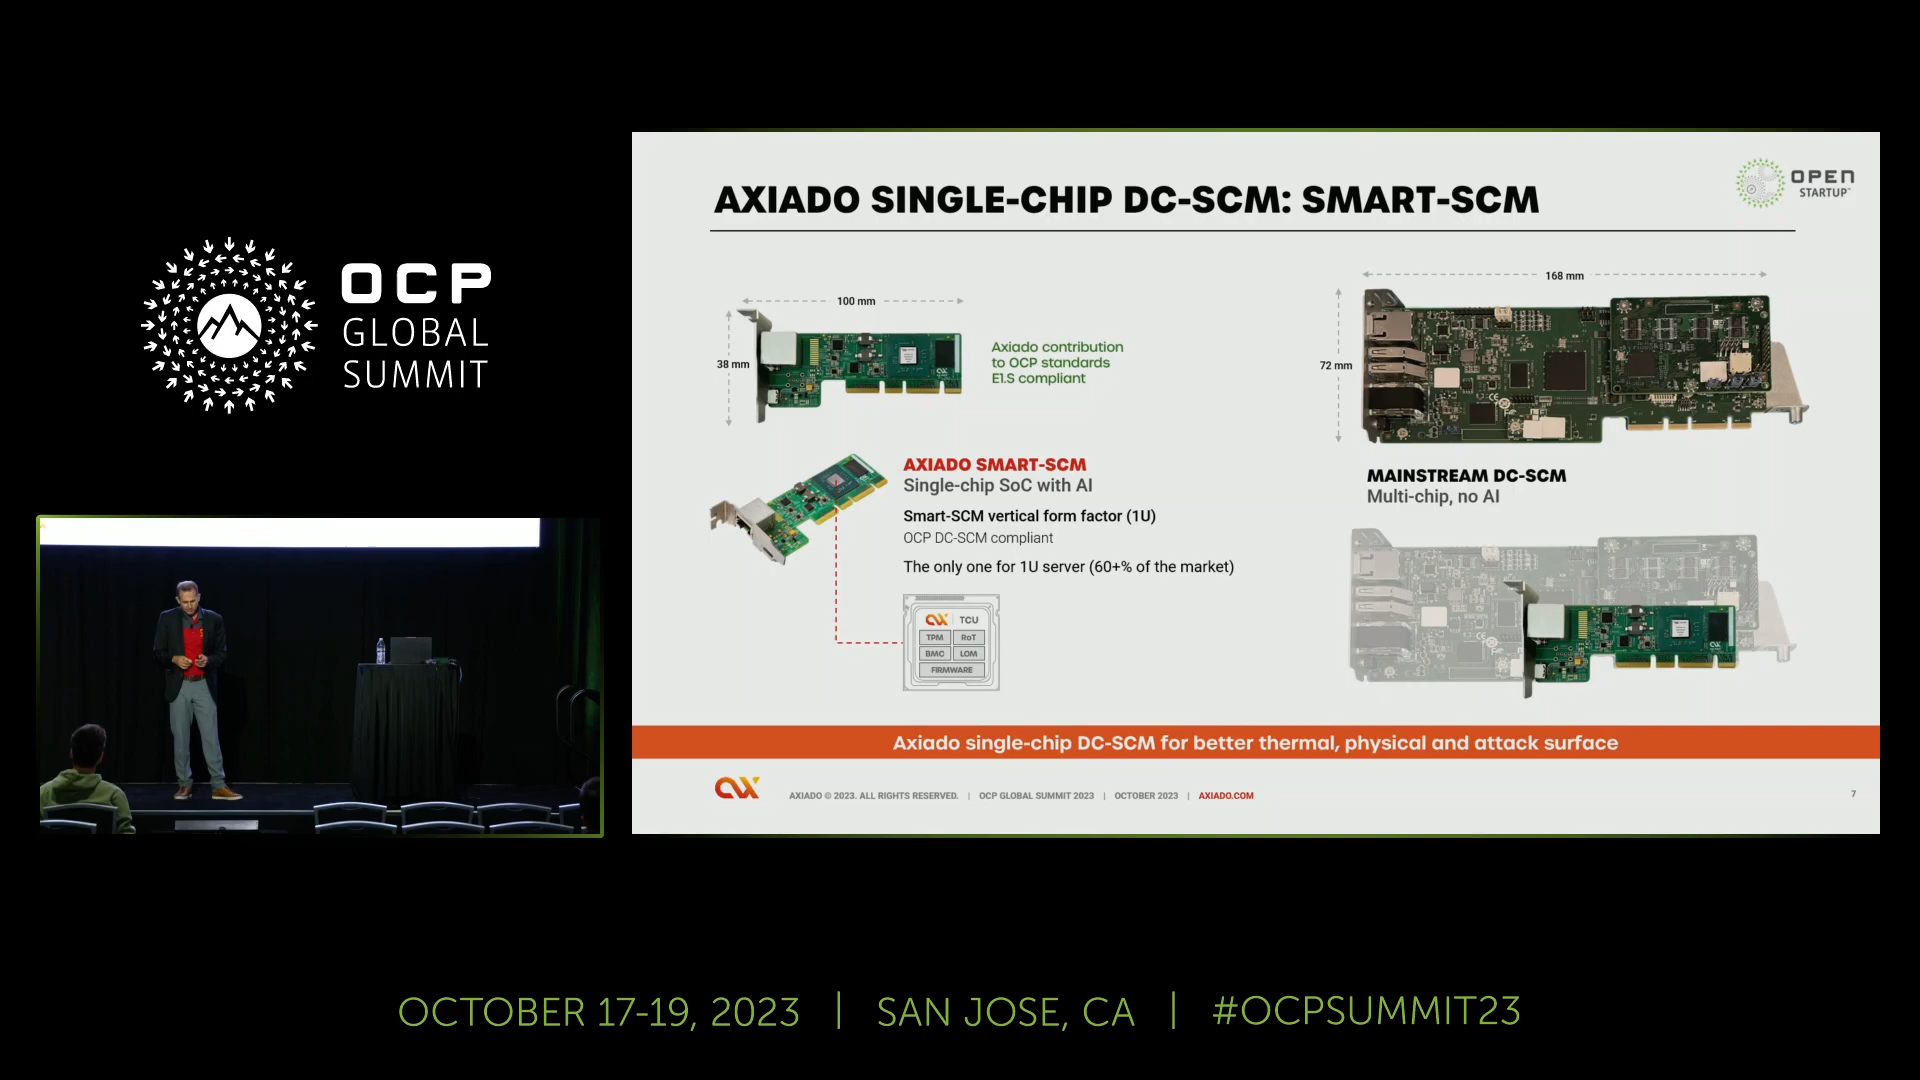 OCP
GLOBAL
SUMMIT
AXIADO SINGLE-CHIP DC-SCM: SMART-SCM
OPEN
STARTUP™
100 mm
38 mm
Axiado contribution
to OCP standards
E1.S compliant
168 mm
72 mm
AXIADO SMART-SCM
Single-chip SoC with AI
Smart-SCM vertical form factor (1U)
OCP DC-SCM compliant
The only one for 1U server (60+% of the market)
TCU
TPM
RoT
BMC
LOM
FIRMWARE
MAINSTREAM DC-SCM
Multi-chip, no AI
Axiado single-chip DC-SCM for better thermal, physical and attack surface
AXIADO © 2023. ALL RIGHTS RESERVED. | OCP GLOBAL SUMMIT 2023 | OCTOBER 2023 | AXIADO.COM
7
OCTOBER 17-19, 2023 | SAN JOSE, CA | #OCPSUMMIT23